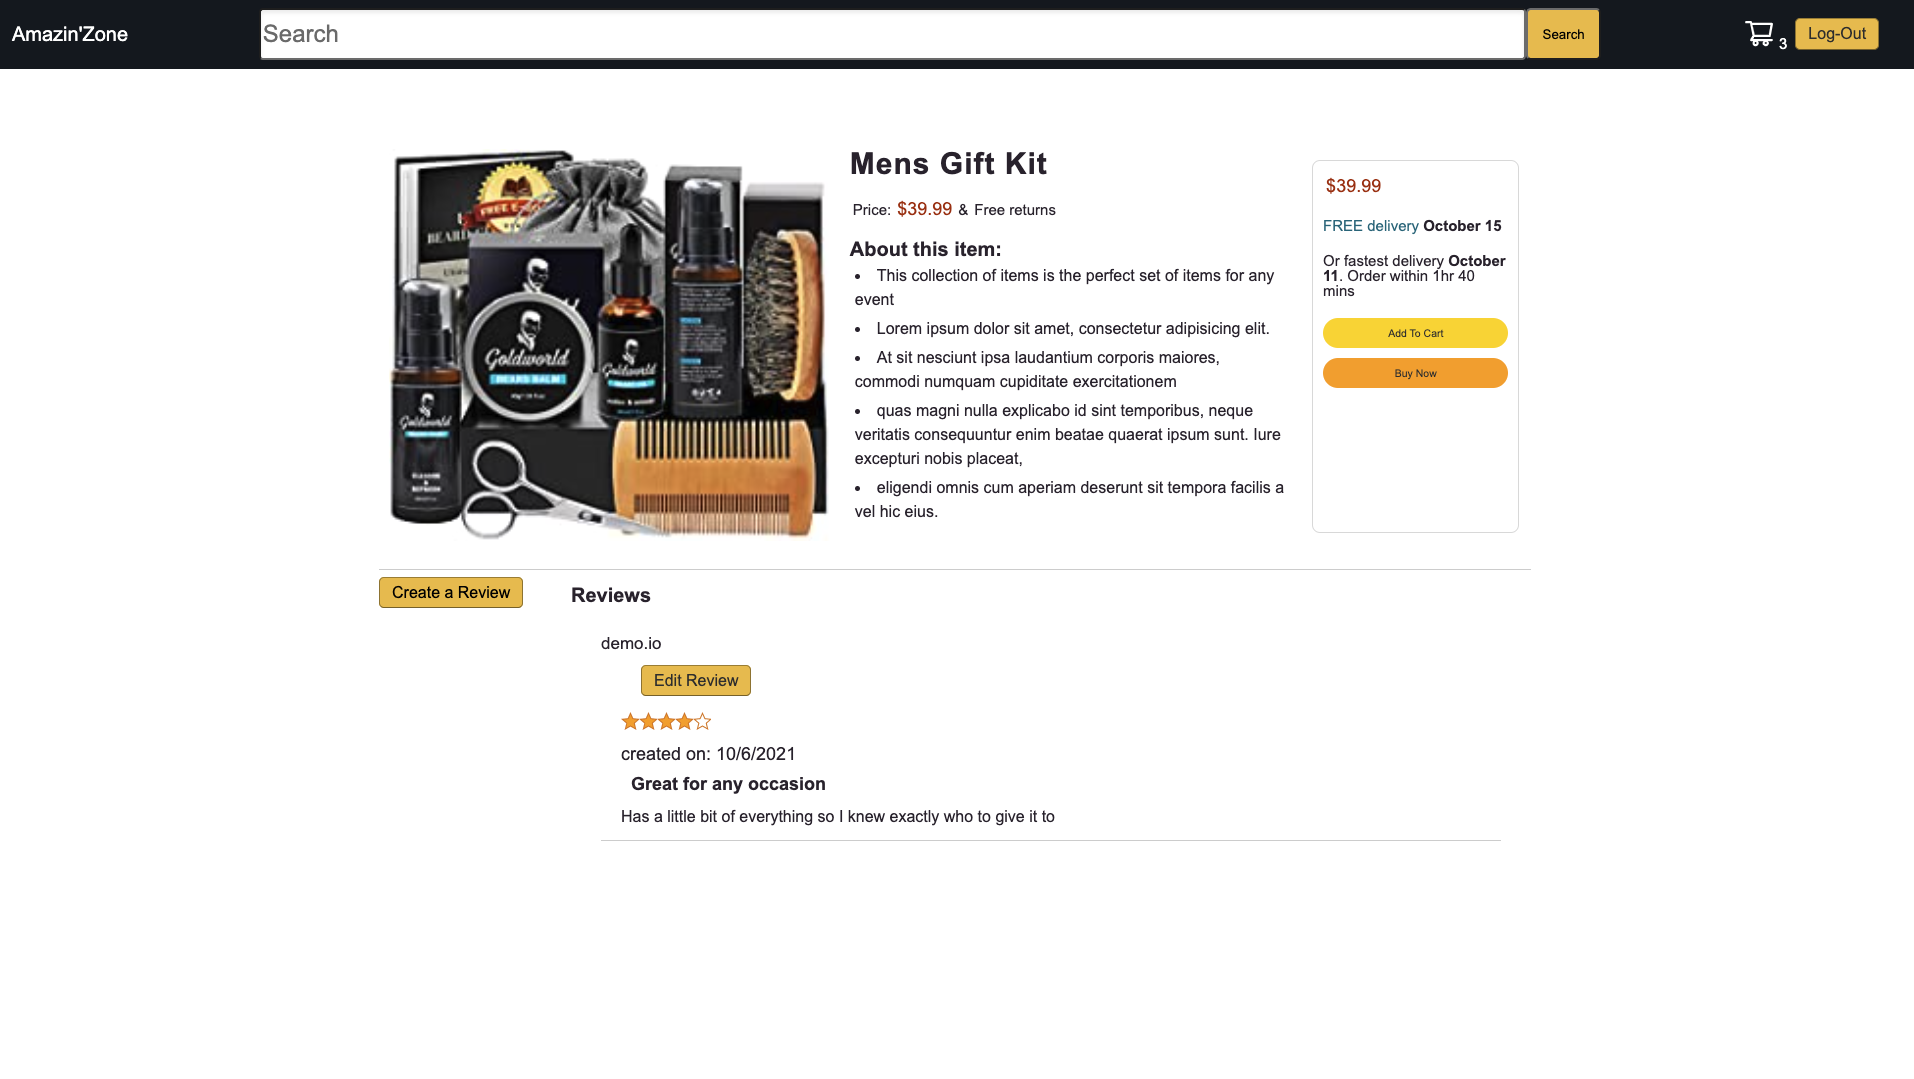 Amazin'Zone
Search
Search
3
Log-Out
Mens Gift Kit
Price: $39.99 & Free returns
About this item:
• This collection of items is the perfect set of items for any
event
• Lorem ipsum dolor sit amet, consectetur adipisicing elit.
• At sit nesciunt ipsa laudantium corporis maiores,
commodi numquam cupiditate exercitationem
• quas magni nulla explicabo id sint temporibus, neque
veritatis consequuntur enim beatae quaerat ipsum sunt. Iure
excepturi nobis placeat,
• eligendi omnis cum aperiam deserunt sit tempora facilis a
vel hic eius.
$39.99
FREE delivery October 15
Or fastest delivery October
11. Order within 1hr 40
mins
Add To Cart
Buy Now
BEARD
FREE
Goldworld
BEARD BALM
Goldworld
Goldworld
Create a Review
Reviews
demo.io
Edit Review
created on: 10/6/2021
Great for any occasion
Has a little bit of everything so I knew exactly who to give it to